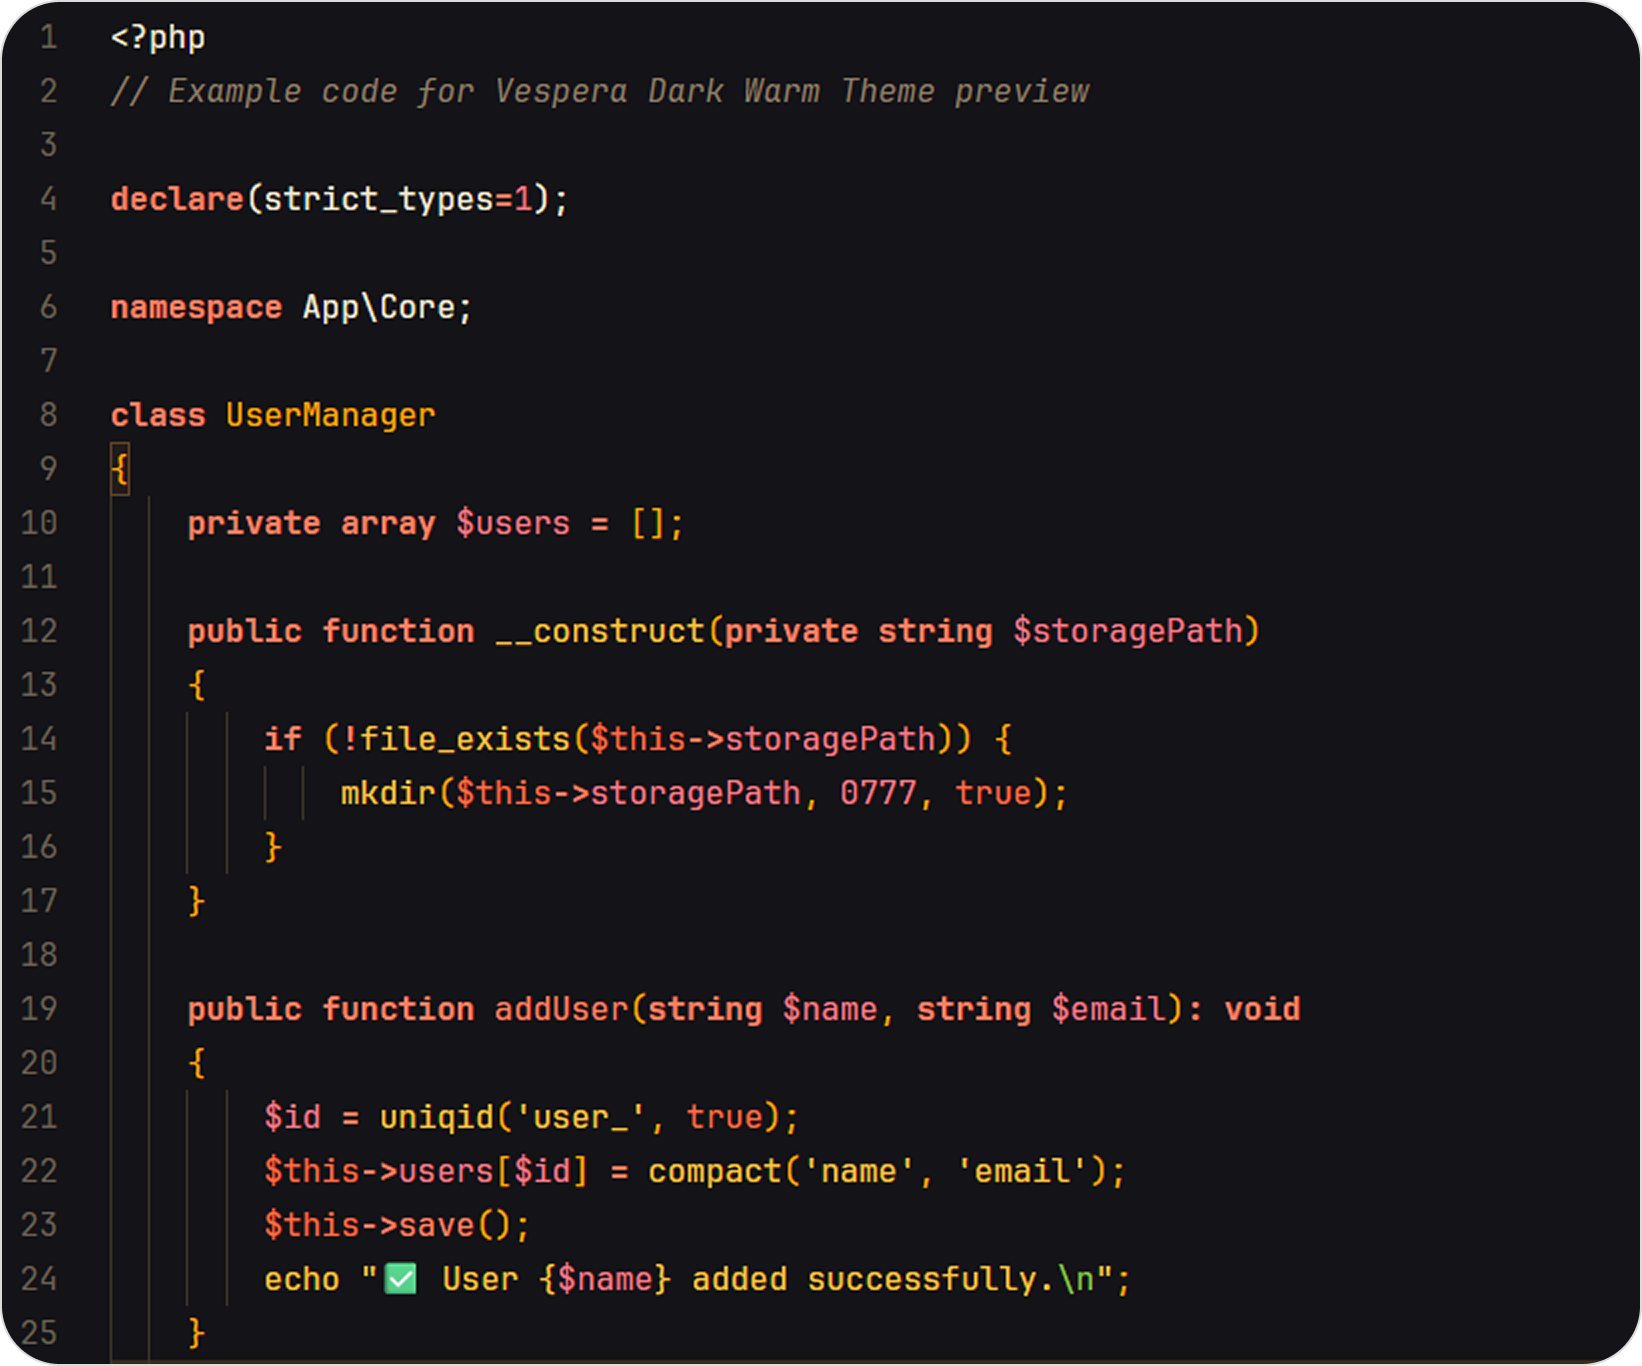 1 <?php
2 // Example code for Vespera Dark Warm Theme preview
3
4 declare(strict_types=1);
5
6 namespace App\Core;
7
8 class UserManager
9 {
10     private array $users = [];
11
12     public function __construct(private string $storagePath)
13     {
14         if (!file_exists($this->storagePath)) {
15             mkdir($this->storagePath, 0777, true);
16         }
17     }
18
19     public function addUser(string $name, string $email): void
20     {
21         $id = uniqid('user_', true);
22         $this->users[$id] = compact('name', 'email');
23         $this->save();
24         echo "✅ User {$name} added successfully.\n";
25     }